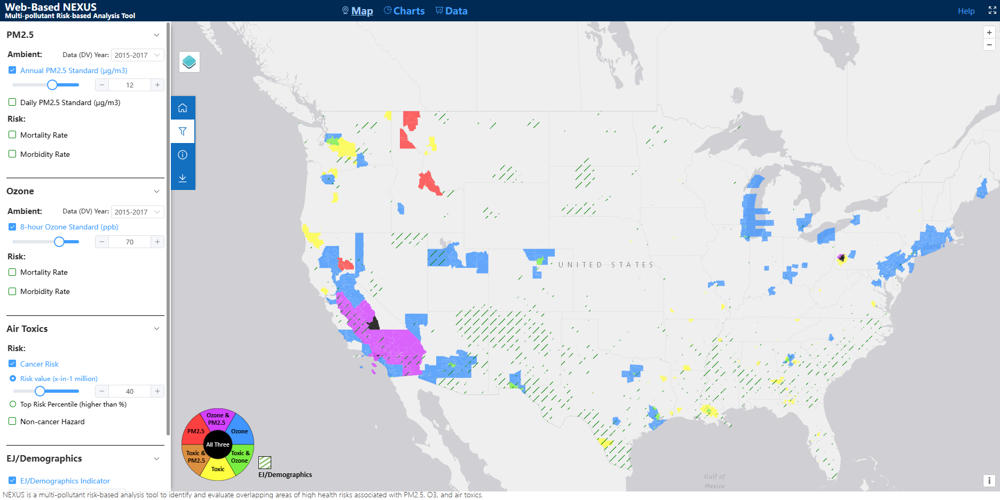 Web-Based NEXUS
Multi-pollutant Risk-based Analysis Tool
Map Charts Data
Help
PM2.5
Ambient: Data (DV) Year: 2015-2017
Annual PM2.5 Standard (µg/m3)
12
Daily PM2.5 Standard (µg/m3)
Risk:
Mortality Rate
Morbidity Rate
Ozone
Ambient: Data (DV) Year: 2015-2017
8-hour Ozone Standard (ppb)
70
Risk:
Mortality Rate
Morbidity Rate
Air Toxics
Risk:
Cancer Risk
Risk value (x-in-1 million)
40
Top Risk Percentile (higher than %)
Non-cancer Hazard
EJ/Demographics
EJ/Demographics Indicator
UNITED STATES
Ozone &
PM2.5
PM2.5
Ozone
All Three
Toxic &
PM2.5
Toxic &
Ozone
Toxic
EJ/Demographics
Gulf of
Mexico
NEXUS is a multi-pollutant risk-based analysis tool to identify and evaluate overlapping areas of high health risks associated with PM2.5, O3, and air toxics.